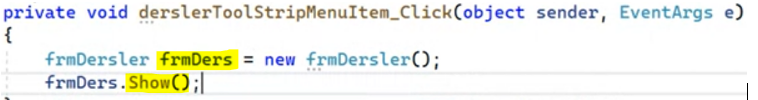 private void derslerToolStripMenuItem_Click(object sender, EventArgs e)
{
frmDersler frmDers = new frmDersler();
frmDers.Show();